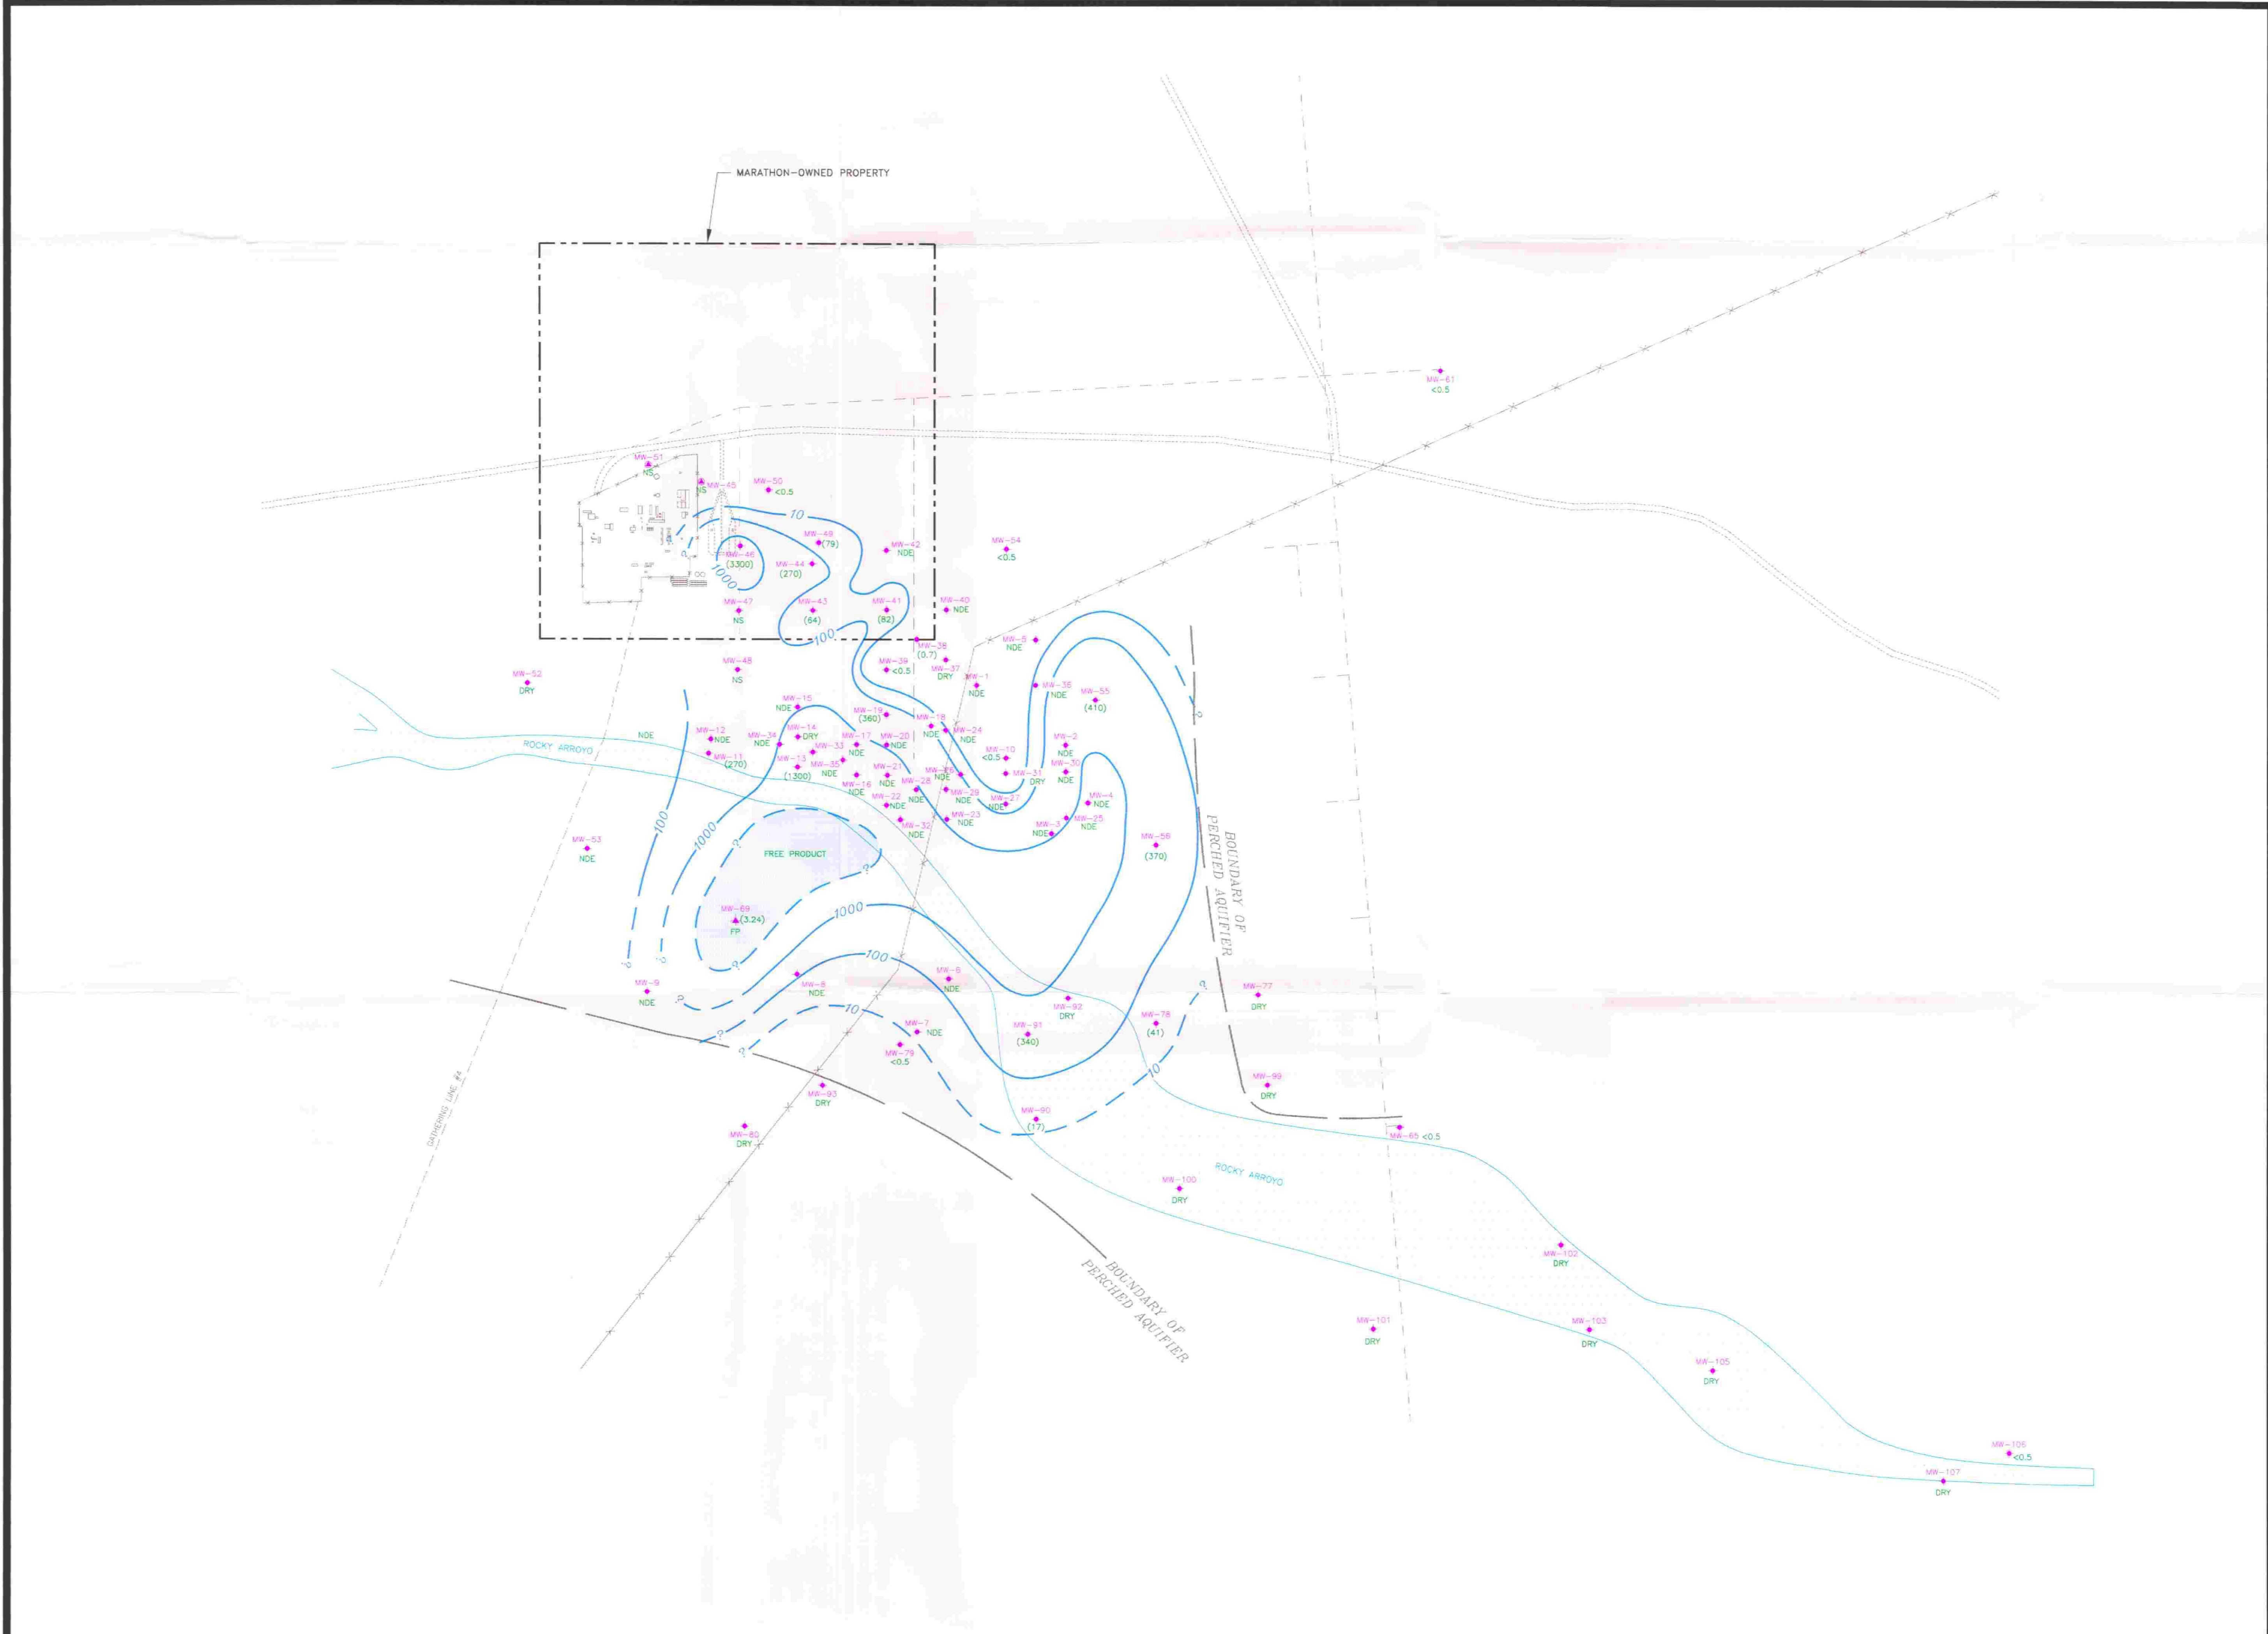 MARATHON-OWNED PROPERTY
MW-61
<0.5
MW-51
NS
MW-45
NS
MW-50
<0.5
10
MW-49
(79)
MW-42
NDE
MW-54
<0.5
MW-46
(3300)
1000
MW-44
(270)
MW-47
NS
MW-43
(64)
MW-41
(82)
MW-40
NDE
100
MW-38
(0.7)
MW-5
NDE
MW-48
NS
MW-39
<0.5
MW-37
DRY
MW-52
DRY
MW-1
NDE
MW-36
NDE
MW-55
(410)
MW-15
NDE
MW-19
(360)
MW-18
NDE
MW-24
NDE
ROCKY ARROYO
NDE
MW-12
NDE
MW-11
(270)
MW-34
NDE
MW-14
DRY
MW-33
MW-17
NDE
MW-20
NDE
MW-10
<0.5
MW-2
NDE
MW-13
(1300)
MW-35
NDE
MW-16
NDE
MW-21
NDE
MW-26
NDE
MW-31
DRY
MW-30
NDE
MW-28
NDE
MW-29
NDE
MW-22
NDE
MW-27
NDE
MW-4
NDE
MW-32
NDE
MW-23
NDE
MW-3
NDE
MW-25
NDE
100
1000
?
MW-53
NDE
FREE PRODUCT
?
MW-56
(370)
BOUNDARY OF
PERCHED AQUIFIER
?
MW-69
(3.24)
FP
1000
100
?
?
?
MW-9
NDE
MW-8
NDE
MW-6
NDE
?
10
?
?
MW-92
DRY
MW-77
DRY
?
MW-7
NDE
MW-79
<0.5
MW-91
(340)
MW-78
(41)
10
MW-93
DRY
MW-99
DRY
GATHERING LINE #4
MW-80
DRY
MW-90
(17)
MW-65 <0.5
MW-100
DRY
ROCKY ARROYO
BOUNDARY OF
PERCHED AQUIFIER
MW-102
DRY
MW-101
DRY
MW-103
DRY
MW-105
DRY
MW-106
<0.5
MW-107
DRY